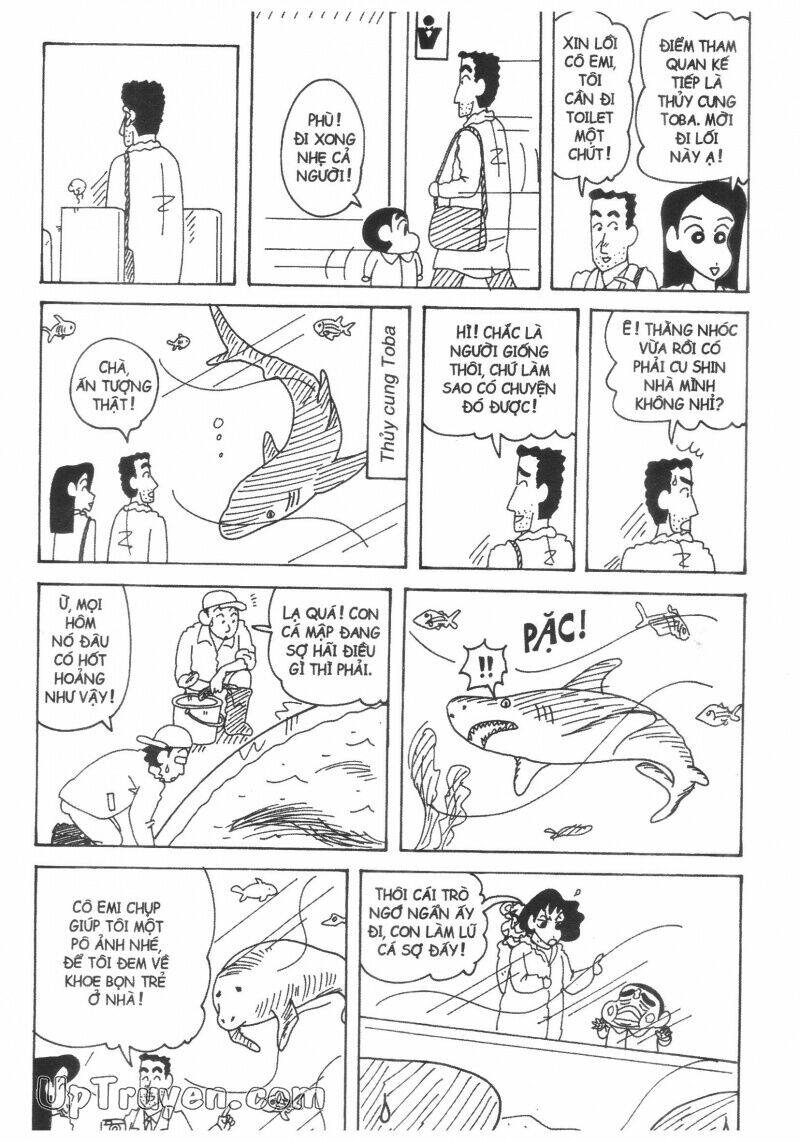 ĐIỂM THAM
QUAN KẾ
TIẾP LÀ
THỦY CUNG
TOBA. MỜI
ĐI LỐI
NÀY Ạ!
XIN LỖI
CÔ EMI,
TÔI
CẦN ĐI
TOILET
MỘT
CHÚT!
PHÙ!
ĐI XONG
NHẸ CẢ
NGƯỜI!
Ê! THẰNG NHÓC
VỪA RỒI CÓ
PHẢI CU SHIN
NHÀ MÌNH
KHÔNG NHỈ?
HÌ! CHẮC LÀ
NGƯỜI GIỐNG
THÔI, CHỨ LÀM
SAO CÓ CHUYỆN
ĐÓ ĐƯỢC!
Thủy cung Toba
CHÀ,
ẤN TƯỢNG
THẬT!
PẶC!
!!
LẠ QUÁ! CON
CÁ MẬP ĐANG
SỢ HÃI ĐIỀU
GÌ THÌ PHẢI.
Ừ, MỌI
HÔM
NÓ ĐÂU
CÓ HỐT
HOẢNG
NHƯ VẬY!
THÔI CÁI TRÒ
NGỚ NGẨN ẤY
ĐI, CON LÀM LŨ
CÁ SỢ ĐẤY!
CÔ EMI CHỤP
GIÚP TÔI MỘT
PÔ ẢNH NHÉ,
ĐỂ TÔI ĐEM VỀ
KHOE BỌN TRẺ
Ở NHÀ!
UpTruyen.com